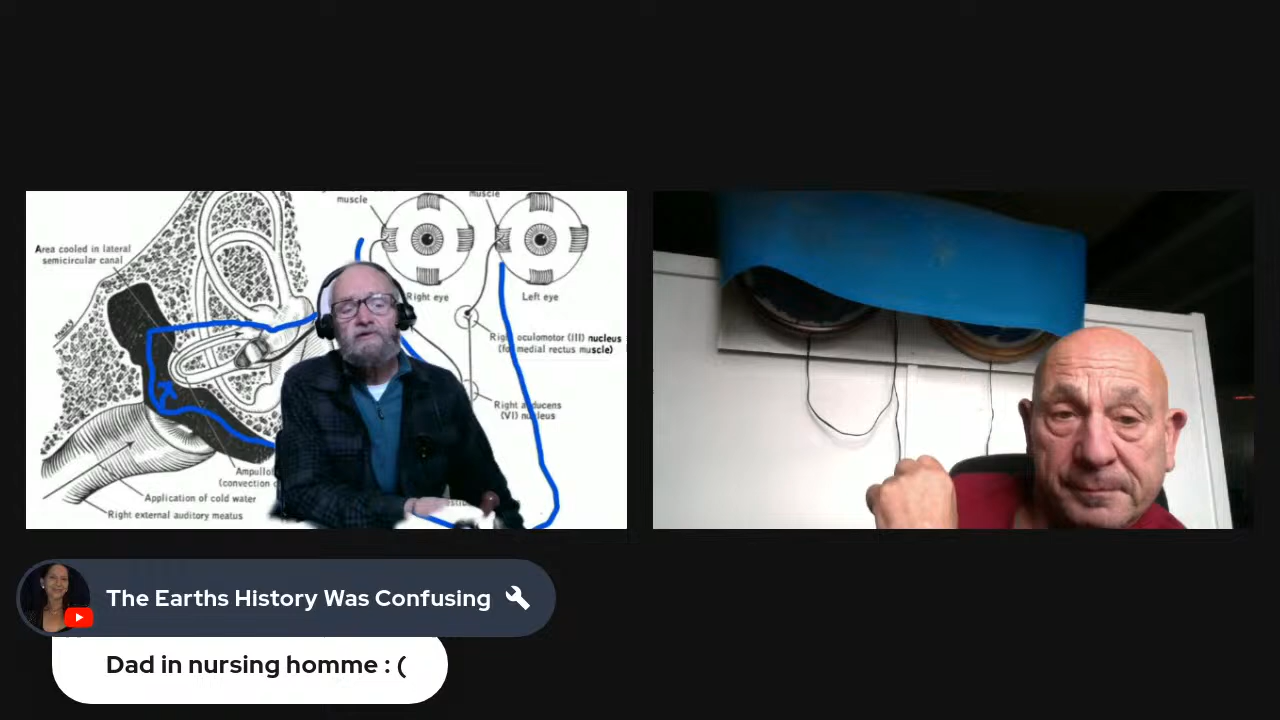 muscle
muscle
Area cooled in lateral
semicircular canal
Right eye
Left eye
Right oculomotor (III) nucleus
(for medial rectus muscle)
Right abducens
(VI) nucleus
Ampullo
(convection c
Application of cold water
Right external auditory meatus
The Earths History Was Confusing
Dad in nursing homme : (